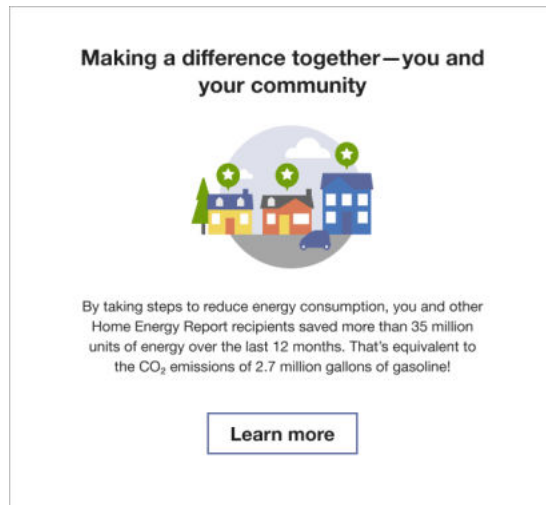 Making a difference together—you and
your community
By taking steps to reduce energy consumption, you and other
Home Energy Report recipients saved more than 35 million
units of energy over the last 12 months. That's equivalent to
the CO₂ emissions of 2.7 million gallons of gasoline!
Learn more